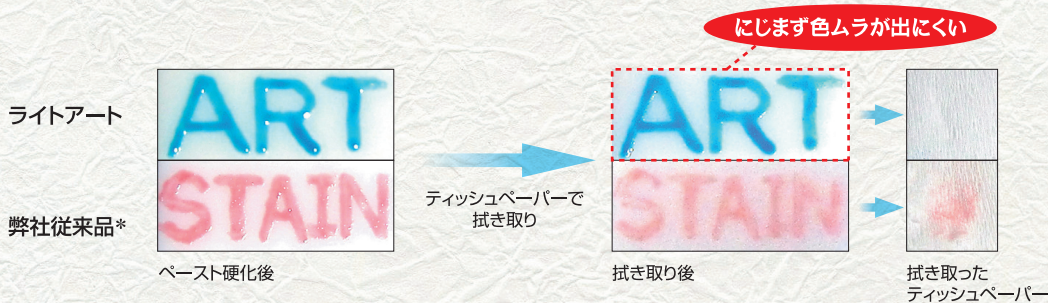 にじまず色ムラが出にくい
ライトアート
ART
ART
ティッシュペーパーで
拭き取り
弊社従来品*
STAIN
STAIN
ペースト硬化後
拭き取り後
拭き取った
ティッシュペーパー